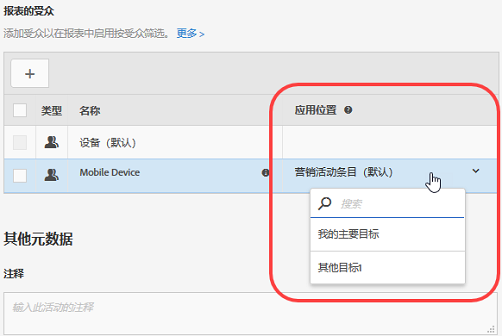 报表的受众
添加受众以在报表中启用按受众筛选。 更多 >
+
类型 名称 应用位置 ?
设备（默认）
Mobile Device 营销活动条目（默认）
搜索
我的主要目标
其他目标1
其他元数据
注释
输入此活动的注释